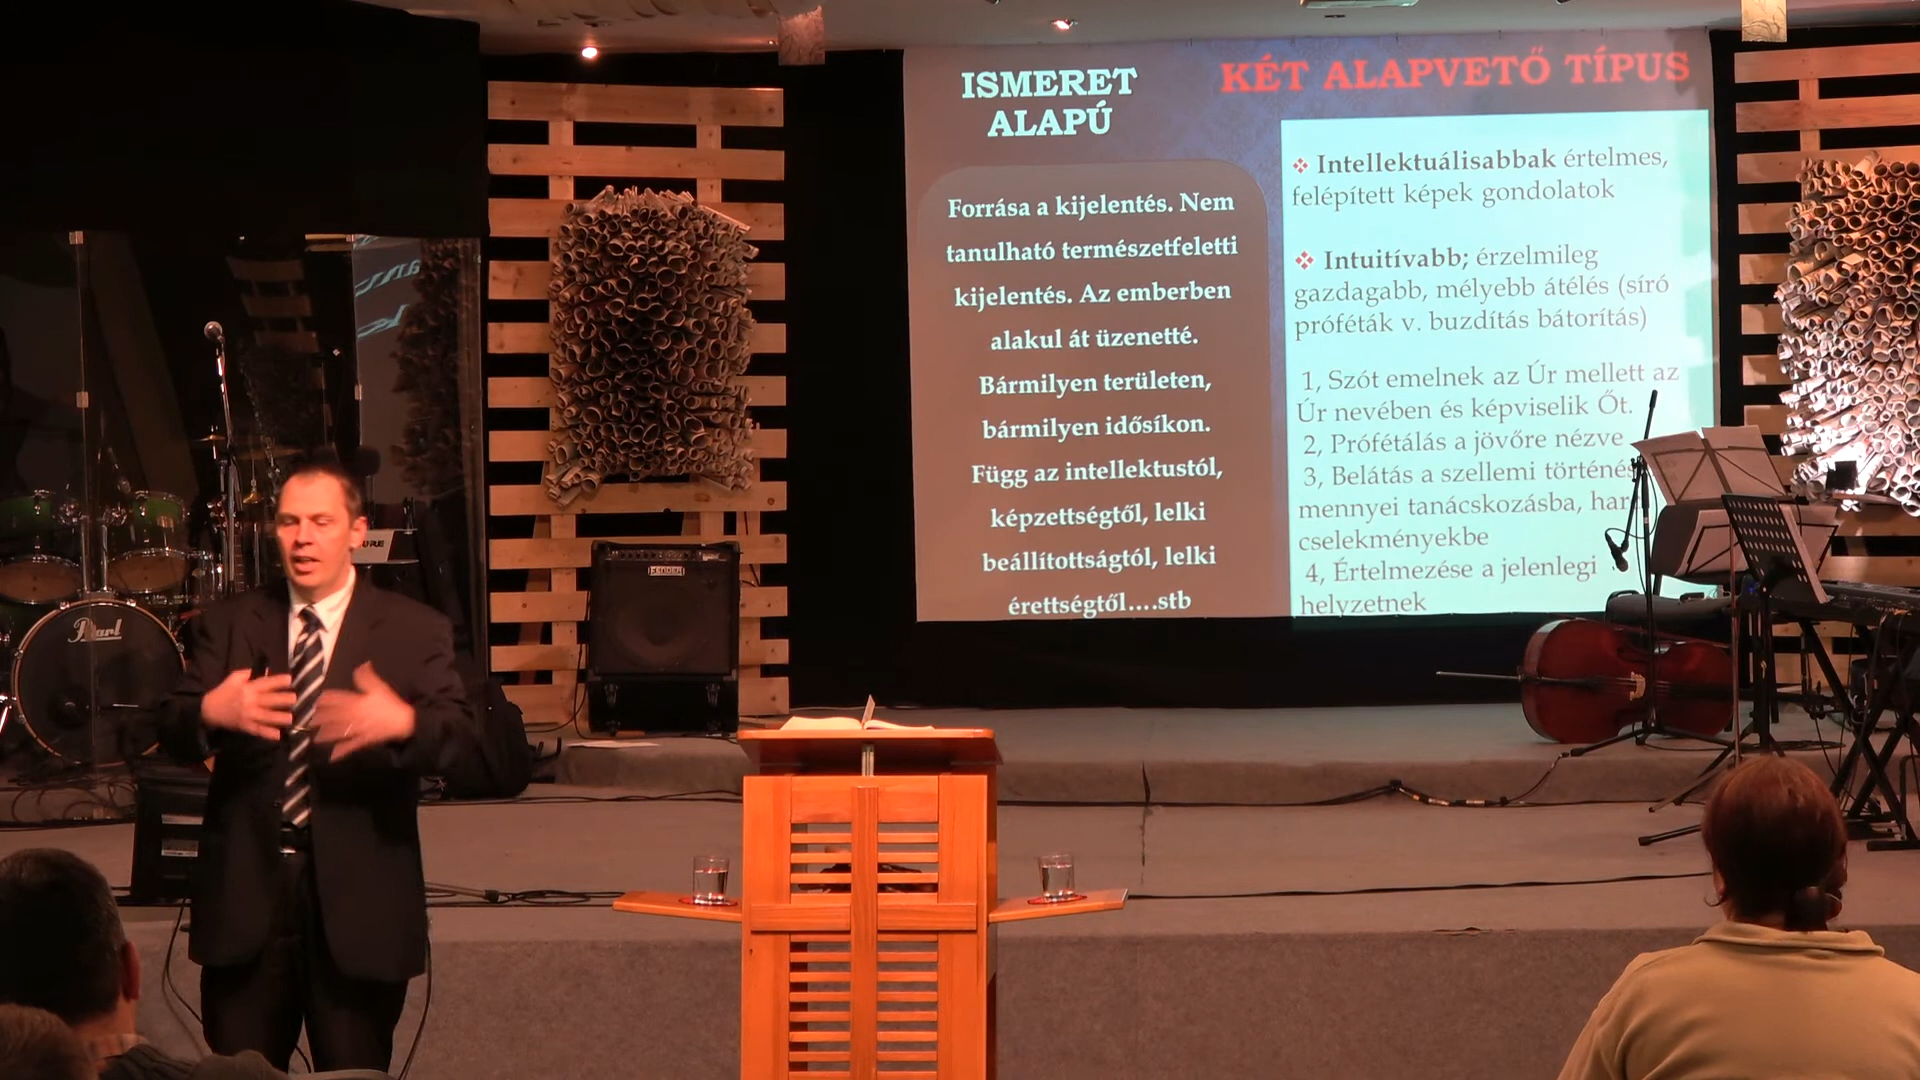 ISMERET
ALAPÚ
Forrása a kijelentés. Nem
tanulható természetfeletti
kijelentés. Az emberben
alakul át üzenetté.
Bármilyen területen,
bármilyen idősíkon.
Függ az intellektustól,
képzettségtől, lelki
beállítottságtól, lelki
érettségtől....stb
KÉT ALAPVETŐ TÍPUS
Intellektuálisabbak értelmes,
felépített képek gondolatok
Intuitívabb; érzelmileg
gazdagabb, mélyebb átélés (síró
próféták v. buzdítás bátorítás)
1, Szót emelnek az Úr mellett az
Úr nevében és képviselik Őt.
2, Prófétálás a jövőre nézve
3, Belátás a szellemi történés
mennyei tanácskozásba, har
cselekményekbe
4, Értelmezése a jelenlegi
helyzetnek
Pearl
FENDER